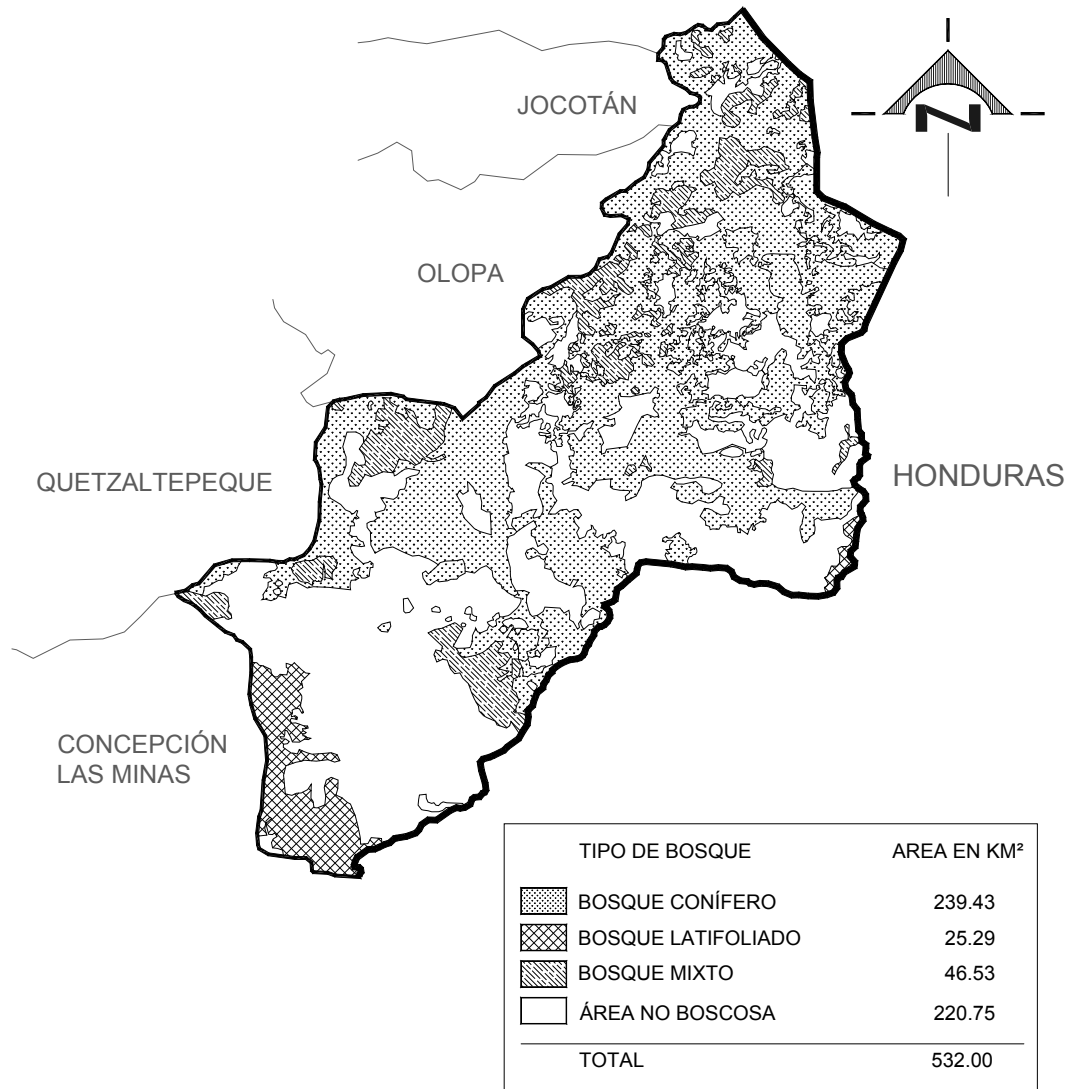 JOCOTÁN
N
OLOPA
QUETZALTEPEQUE
HONDURAS
CONCEPCIÓN
LAS MINAS
TIPO DE BOSQUE AREA EN KM²
BOSQUE CONÍFERO 239.43
BOSQUE LATIFOLIADO 25.29
BOSQUE MIXTO 46.53
ÁREA NO BOSCOSA 220.75
TOTAL 532.00